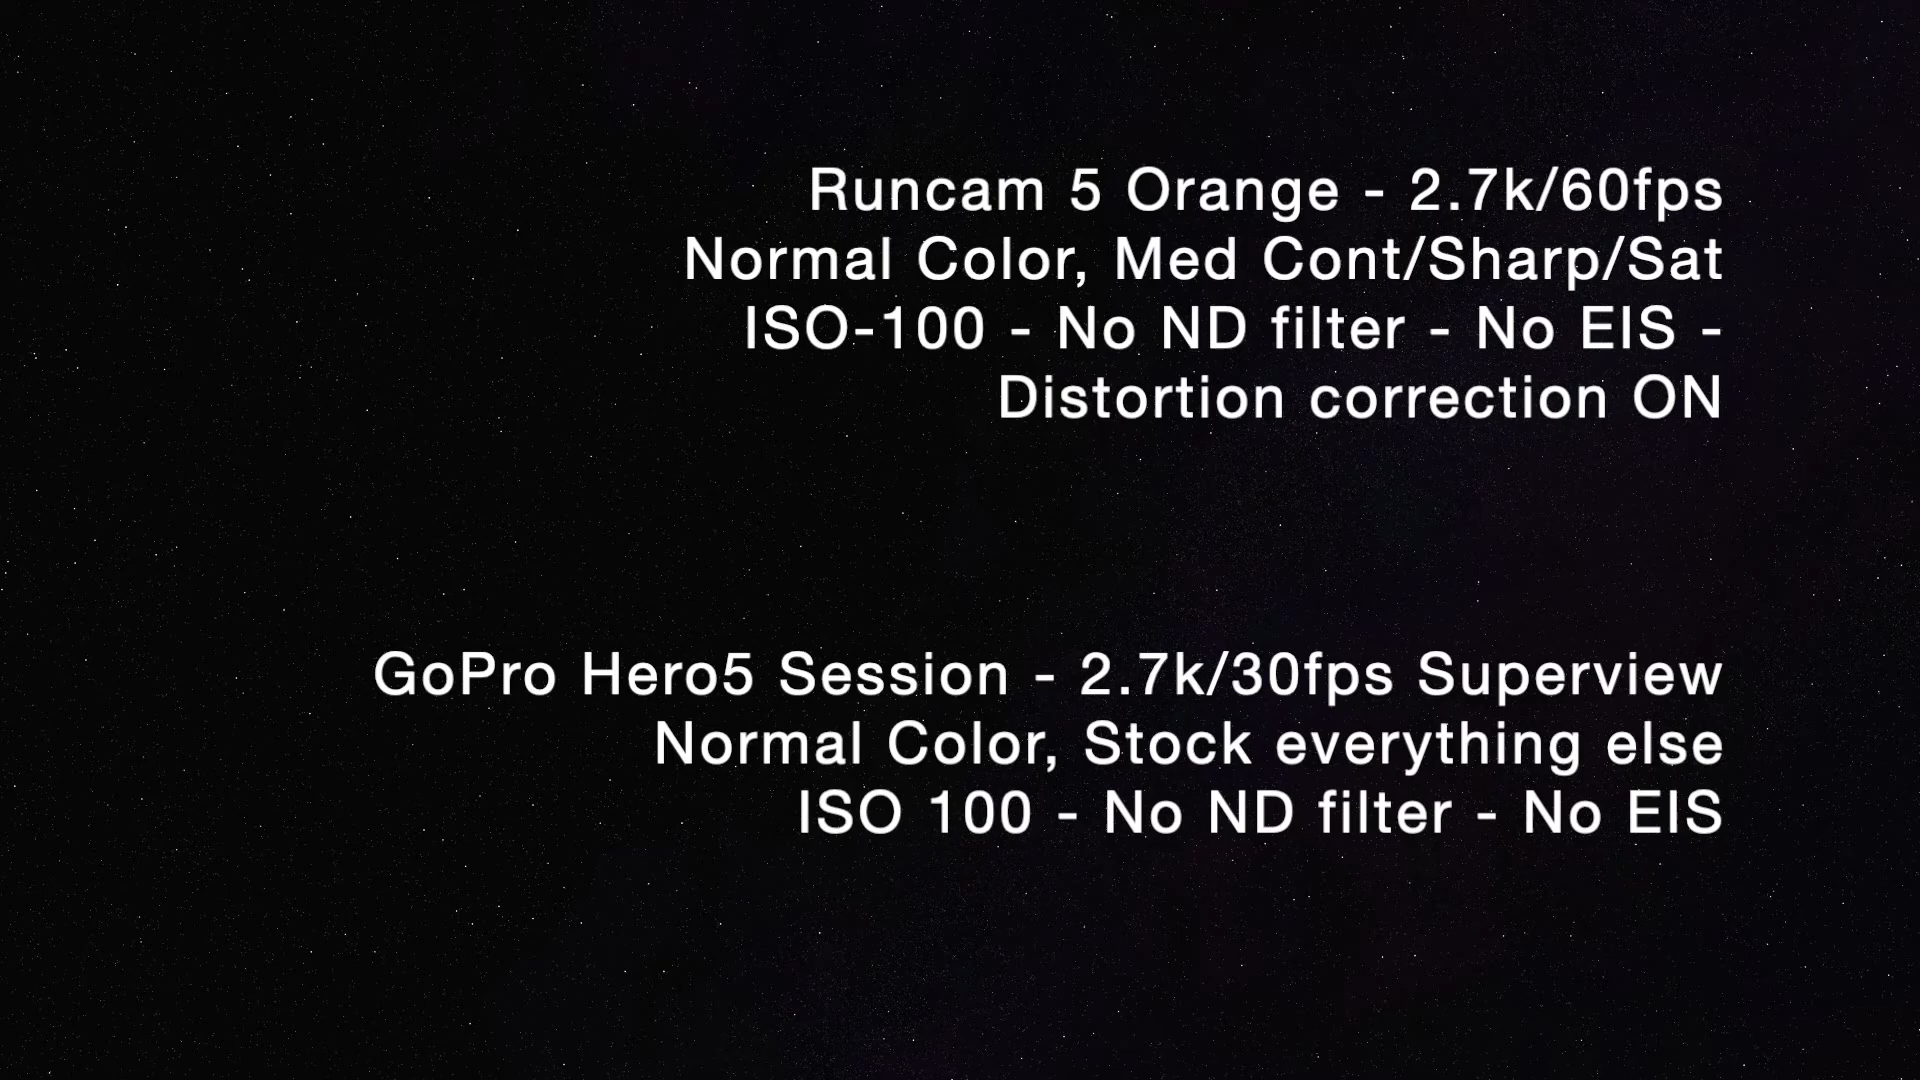 Runcam 5 Orange - 2.7k/60fps
Normal Color, Med Cont/Sharp/Sat
ISO-100 - No ND filter - No EIS -
Distortion correction ON
GoPro Hero5 Session - 2.7k/30fps Superview
Normal Color, Stock everything else
ISO 100 - No ND filter - No EIS